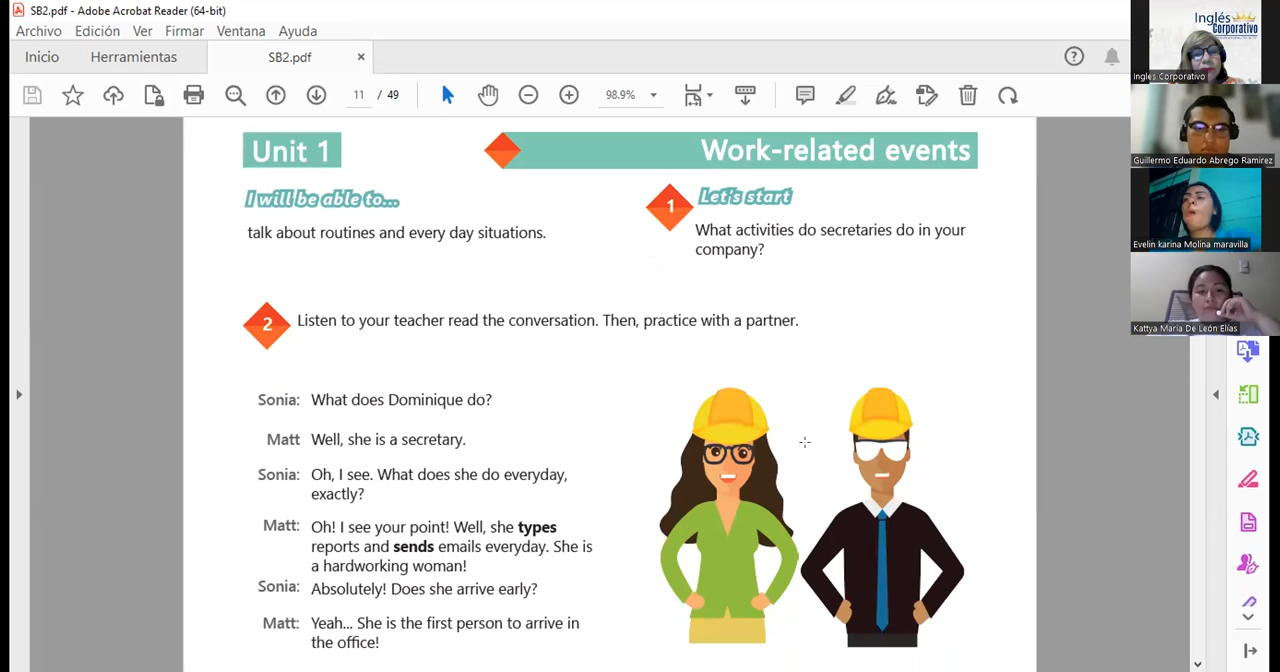 SB2.pdf - Adobe Acrobat Reader (64-bit)
Archivo Edición Ver Firmar Ventana Ayuda
Inicio Herramientas SB2.pdf ×
11 / 49 98.9%
Unit 1
Work-related events
I will be able to...
talk about routines and every day situations.
1 Let's start
What activities do secretaries do in your
company?
2 Listen to your teacher read the conversation. Then, practice with a partner.
Sonia: What does Dominique do?
Matt Well, she is a secretary.
Sonia: Oh, I see. What does she do everyday,
exactly?
Matt: Oh! I see your point! Well, she types
reports and sends emails everyday. She is
a hardworking woman!
Sonia: Absolutely! Does she arrive early?
Matt: Yeah... She is the first person to arrive in
the office!
Inglés
Corporativo
Ingles Corporativo
Guillermo Eduardo Abrego Ramirez
Evelin karina Molina maravilla
Kattya María De León Elías